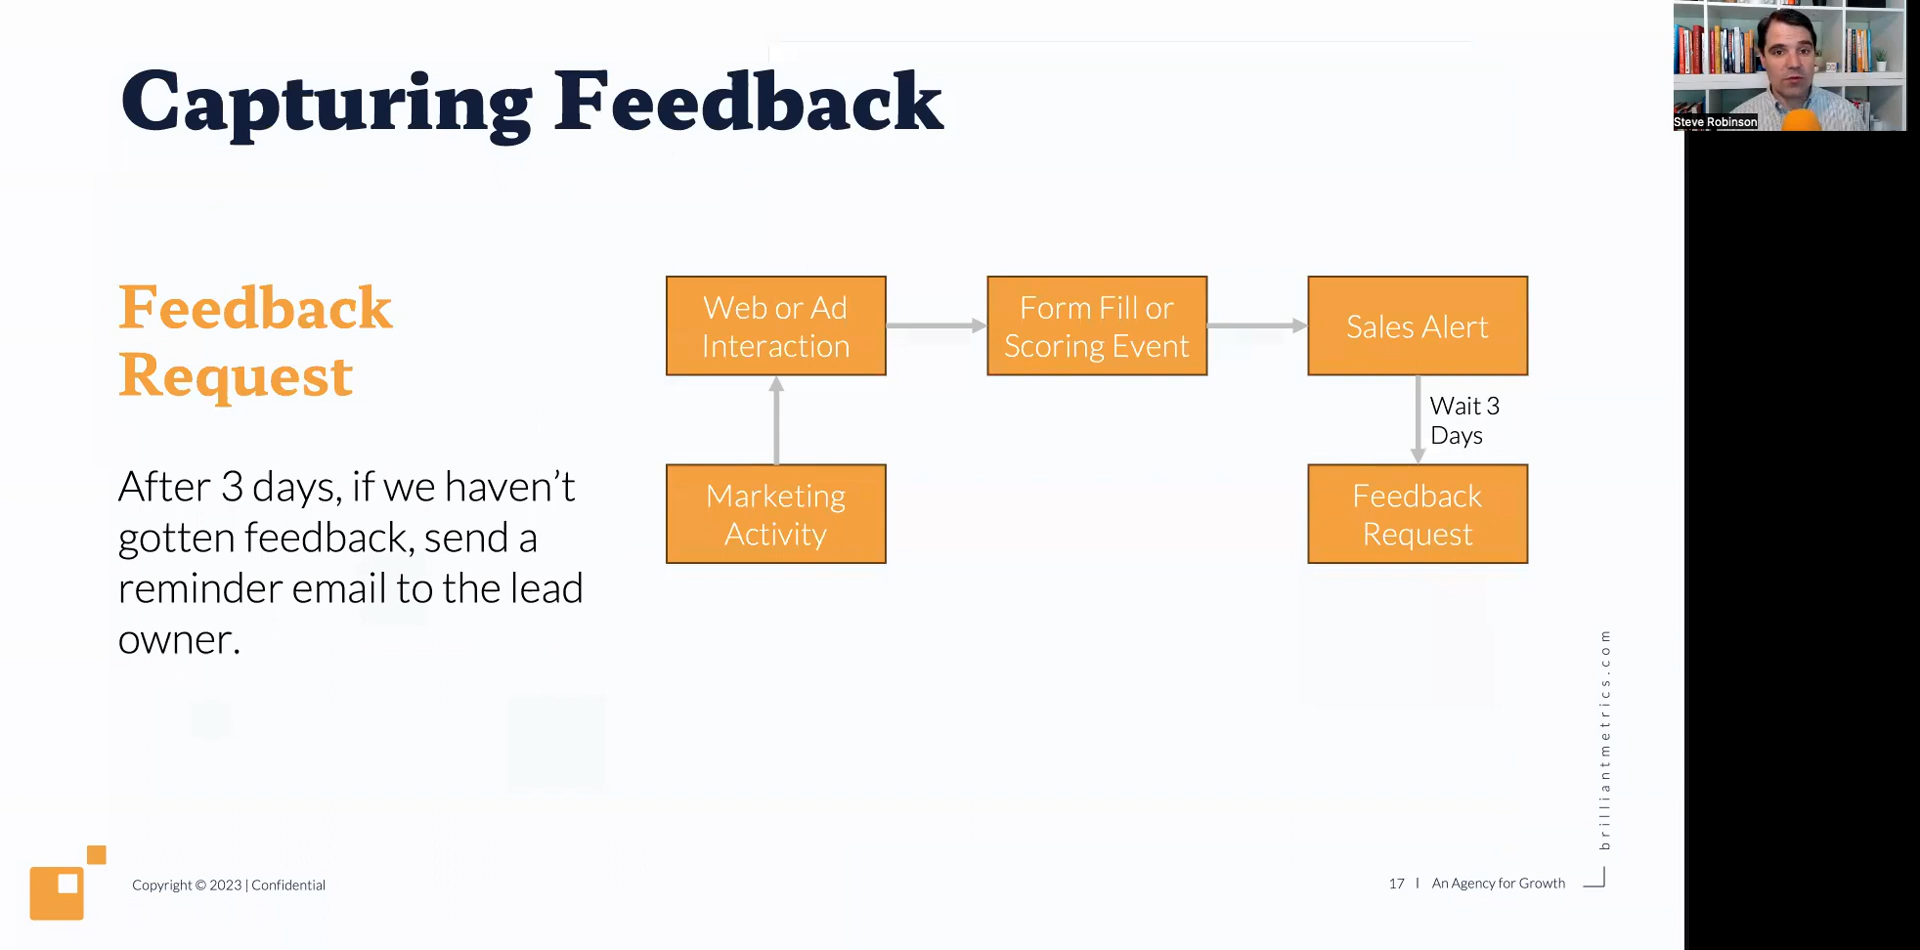 Capturing Feedback
Steve Robinson
Feedback
Request
After 3 days, if we haven't
gotten feedback, send a
reminder email to the lead
owner.
Web or Ad
Interaction
Form Fill or
Scoring Event
Sales Alert
Wait 3
Days
Marketing
Activity
Feedback
Request
brilliantmetrics.com
Copyright © 2023 | Confidential
17 | An Agency for Growth